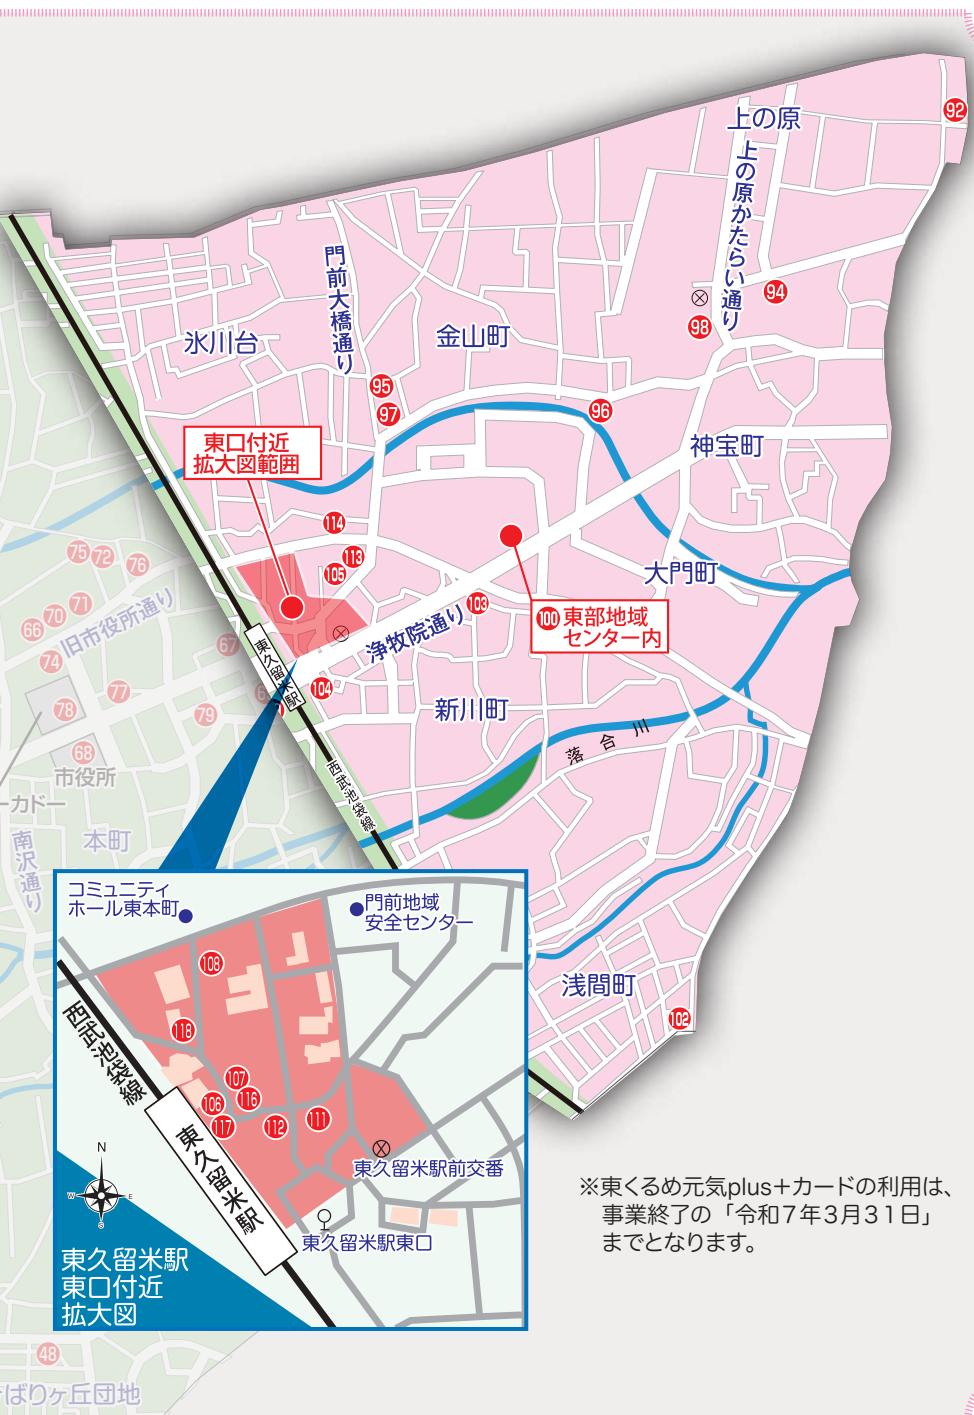 92
上の原
上の原かたらい通り
94
98
門前大橋通り
氷川台
金山町
95
97
96
神宝町
東口付近
拡大図範囲
114
113
105
大門町
103
100 東部地域
センター内
浄牧院通り
104
新川町
東久留米駅
落合川
西武池袋線
75
72
76
71
70
66
旧市役所通り
74
67
77
78
79
68
市役所
ーカドー
本町
南沢通り
浅間町
102
コミュニティ
ホール東本町
門前地域
安全センター
108
118
107
106
116
117
112
111
西武池袋線
東久留米駅
東久留米駅前交番
東久留米駅東口
N
W
E
S
東久留米駅
東口付近
拡大図
※東くるめ元気plus+カードの利用は、
事業終了の「令和7年3月31日」
までとなります。
48
ばりヶ丘団地